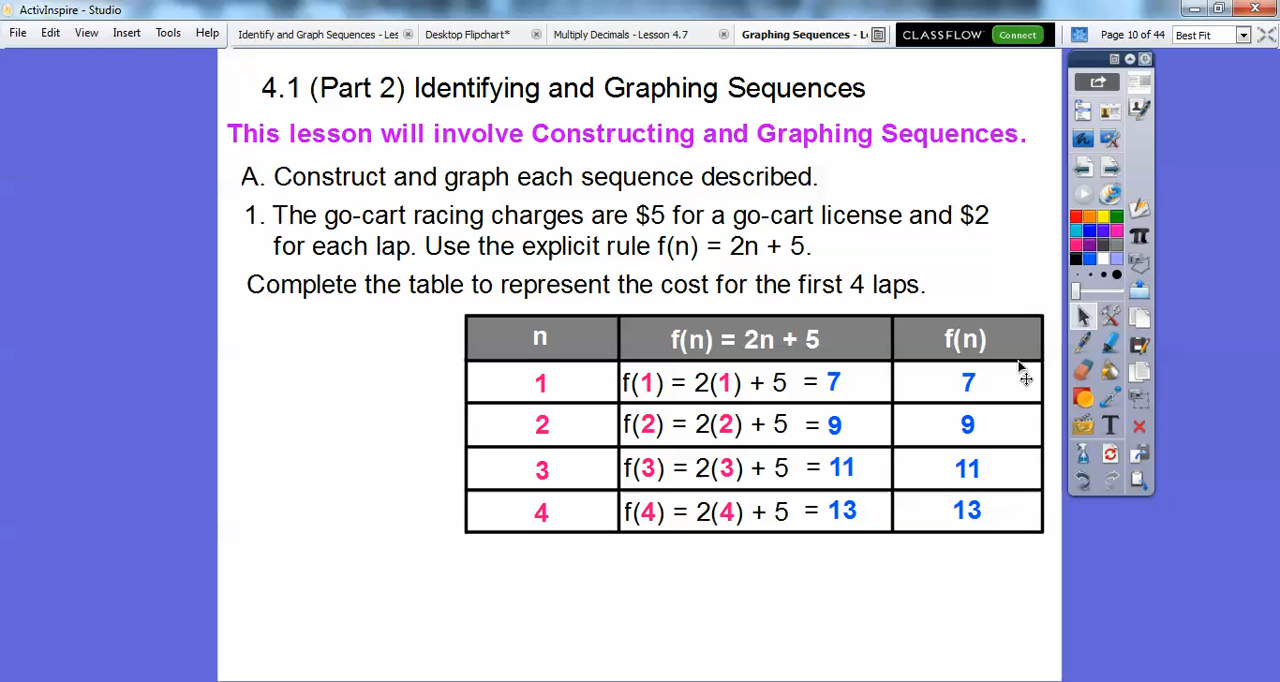 ActivInspire - Studio
File Edit View Insert Tools Help
Identify and Graph Sequences - Les Desktop Flipchart* Multiply Decimals - Lesson 4.7 Graphing Sequences - L CLASSFLOW Connect Page 10 of 44 Best Fit
4.1 (Part 2) Identifying and Graphing Sequences
This lesson will involve Constructing and Graphing Sequences.
A. Construct and graph each sequence described.
1. The go-cart racing charges are $5 for a go-cart license and $2
for each lap. Use the explicit rule f(n) = 2n + 5.
Complete the table to represent the cost for the first 4 laps.
n f(n) = 2n + 5 f(n)
1 f(1) = 2(1) + 5 = 7 7
2 f(2) = 2(2) + 5 = 9 9
3 f(3) = 2(3) + 5 = 11 11
4 f(4) = 2(4) + 5 = 13 13